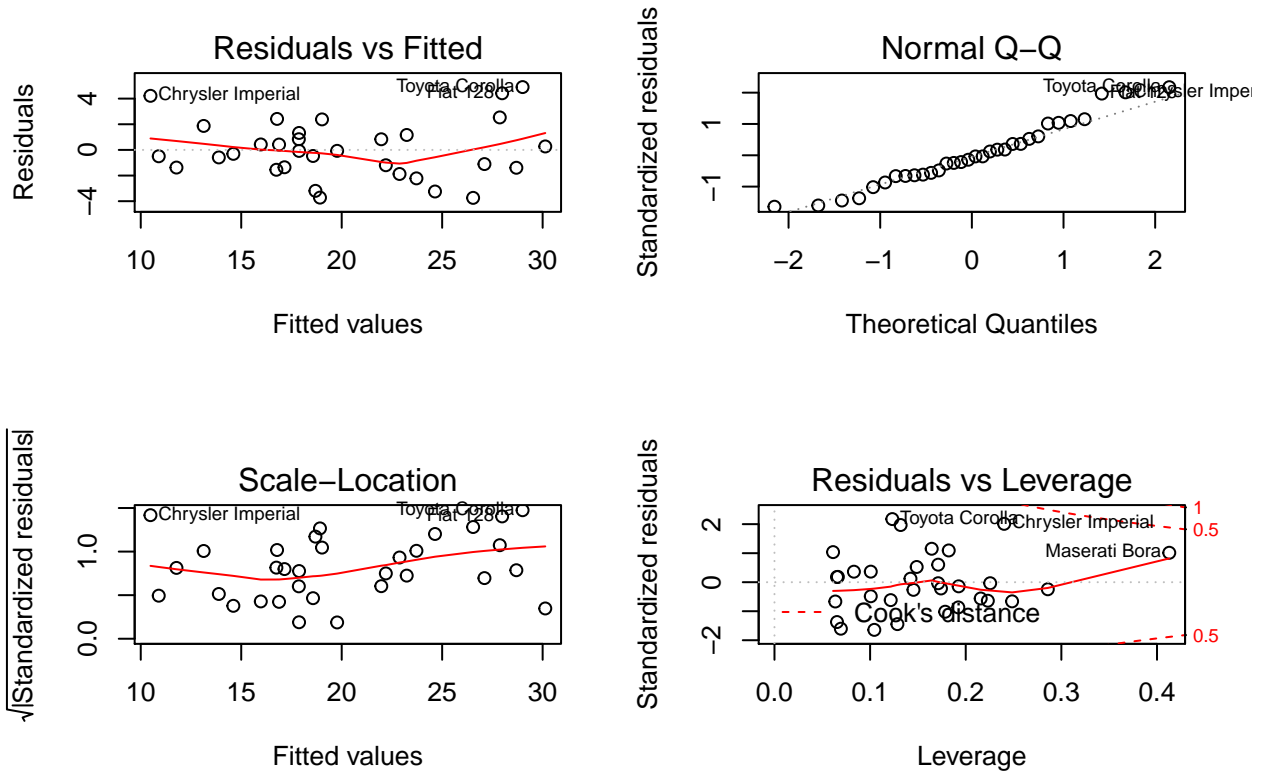 Residuals vs Fitted
Residuals
4
0
−4
Toyota Corolla
Fiat 128
Chrysler Imperial
10 15 20 25 30
Fitted values
Normal Q−Q
Standardized residuals
1
−1
Toyota Corolla
Fiat 128
Chrysler Imper
−2 −1 0 1 2
Theoretical Quantiles
Scale−Location
√|Standardized residuals|
1.0
0.0
Toyota Corolla
Fiat 128
Chrysler Imperial
10 15 20 25 30
Fitted values
Residuals vs Leverage
Standardized residuals
2
0
−2
Toyota Corolla
Chrysler Imperial
Maserati Bora
Cook's distance
1
0.5
0.5
0.0 0.1 0.2 0.3 0.4
Leverage